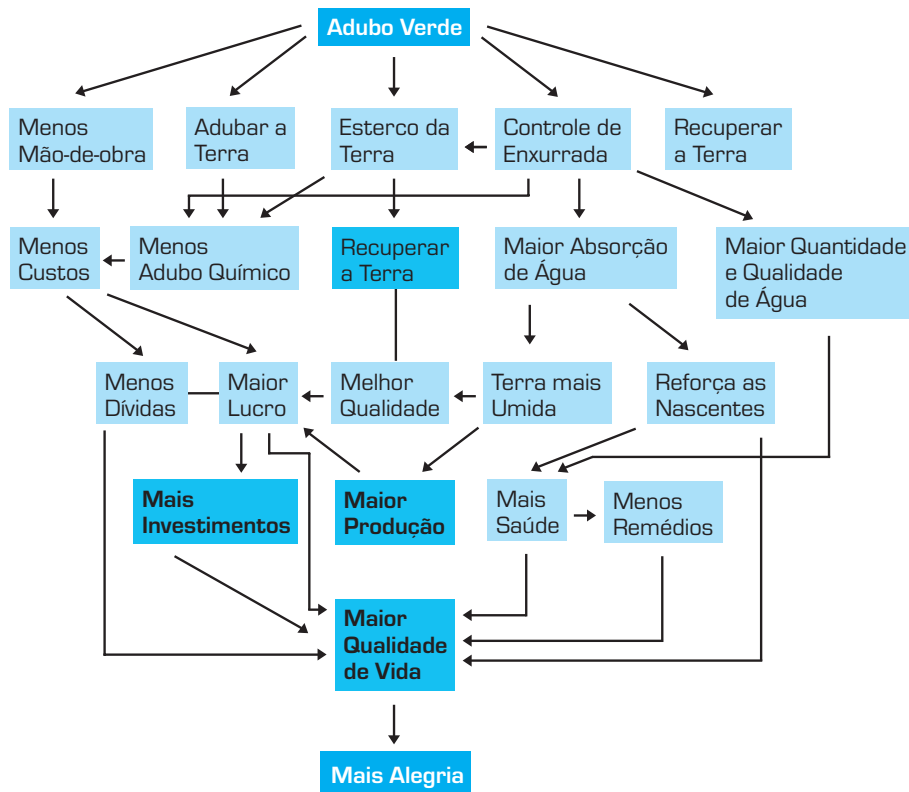 Adubo Verde
Menos
Mão-de-obra
Adubar a
Terra
Esterco da
Terra
Controle de
Enxurrada
Recuperar
a Terra
Menos
Custos
Menos
Adubo Químico
Recuperar
a Terra
Maior Absorção
de Água
Maior Quantidade
e Qualidade
de Água
Menos
Dívidas
Maior
Lucro
Melhor
Qualidade
Terra mais
Umida
Reforça as
Nascentes
Mais
Investimentos
Maior
Produção
Mais
Saúde
Menos
Remédios
Maior
Qualidade
de Vida
Mais Alegria